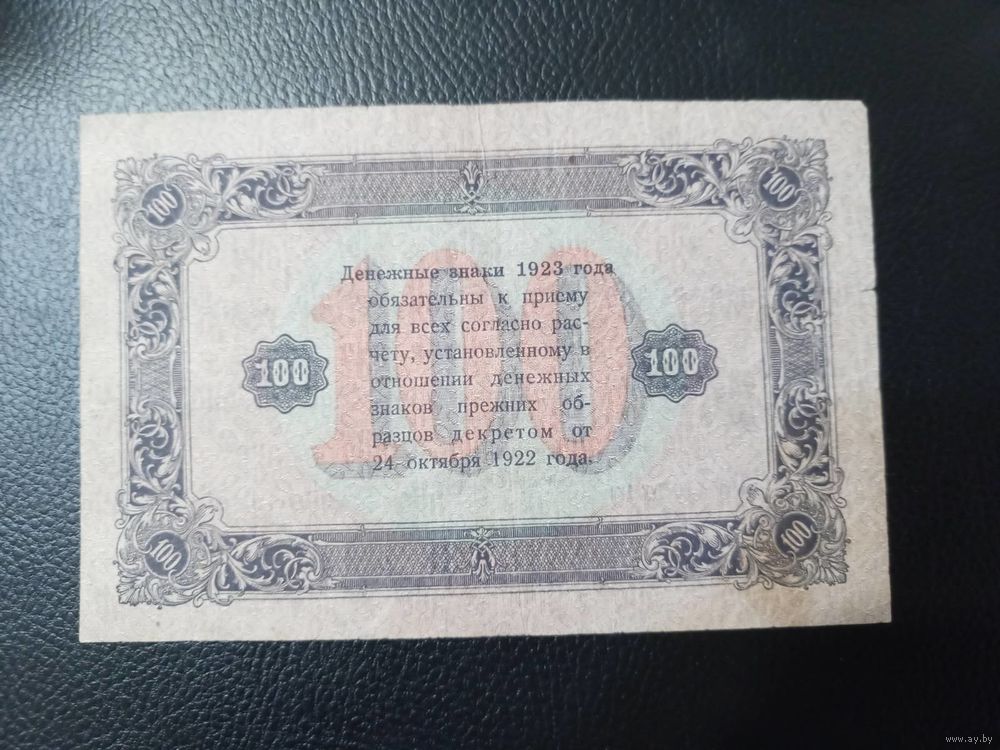 100 100
Денежные знаки 1923 года
обязательны к приему
для всех согласно рас-
чету, установленному в
отношении денежных
знаков прежних об-
разцов декретом от
24 октября 1922 года.
100
100 100
100 100
www.ay.by